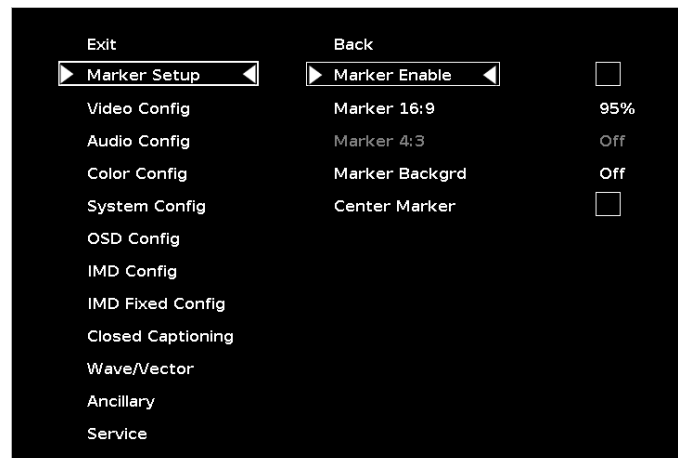 Exit Back
Marker Setup Marker Enable
Video Config Marker 16:9 95%
Audio Config Marker 4:3 Off
Color Config Marker Backgrd Off
System Config Center Marker
OSD Config
IMD Config
IMD Fixed Config
Closed Captioning
Wave/Vector
Ancillary
Service